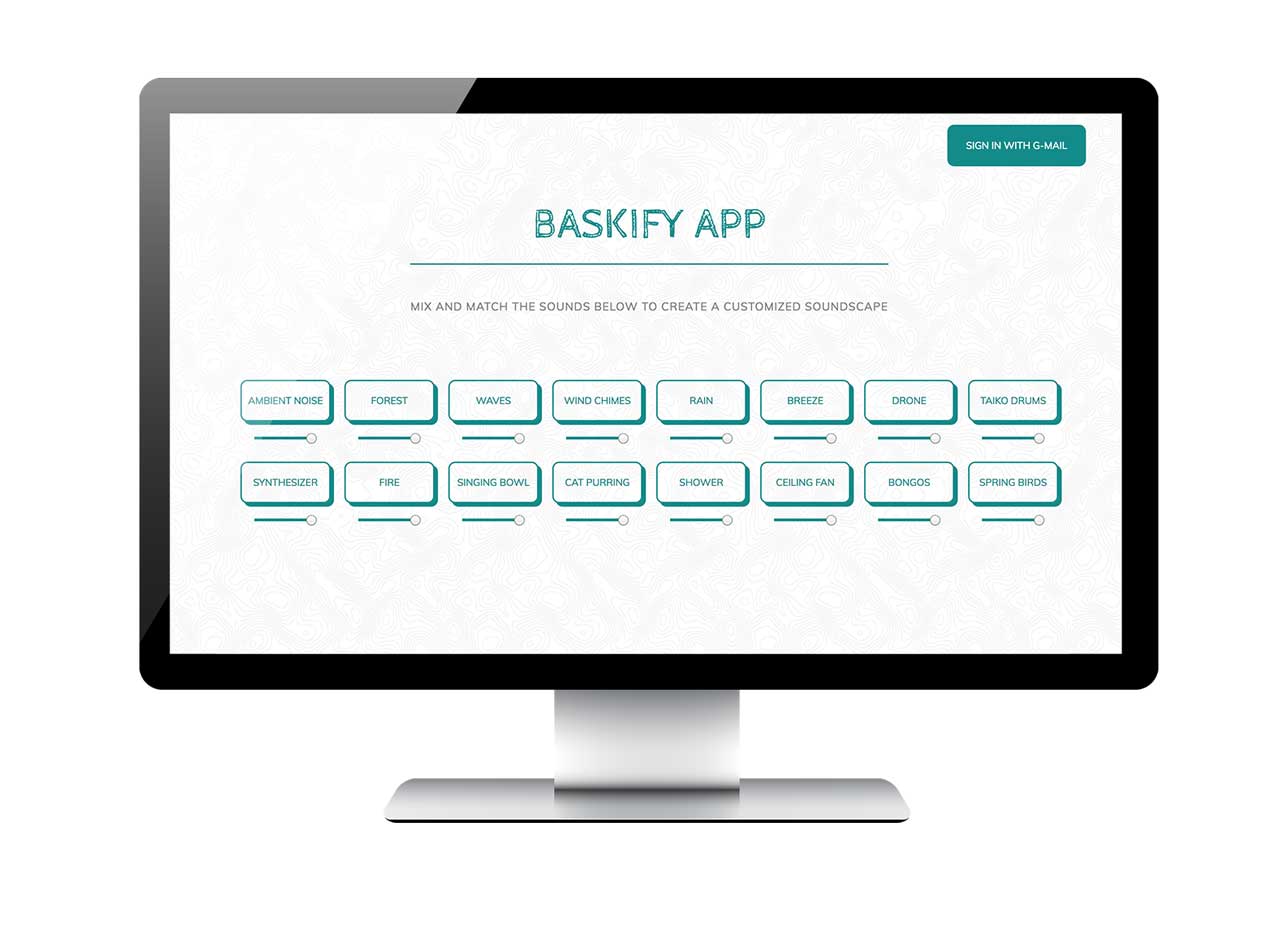 SIGN IN WITH G-MAIL
BASKIFY APP
MIX AND MATCH THE SOUNDS BELOW TO CREATE A CUSTOMIZED SOUNDSCAPE
AMBIENT NOISE FOREST WAVES WIND CHIMES RAIN BREEZE DRONE TAIKO DRUMS
SYNTHESIZER FIRE SINGING BOWL CAT PURRING SHOWER CEILING FAN BONGOS SPRING BIRDS